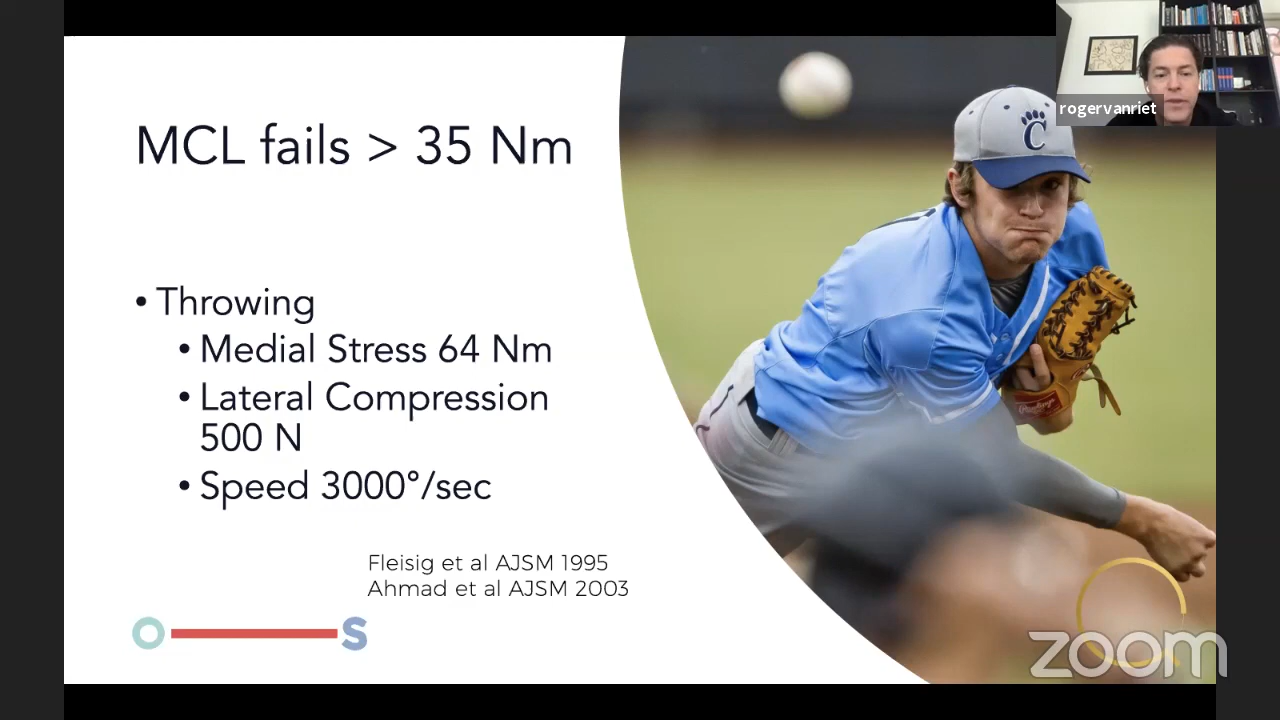 rogervanriet
MCL fails > 35 Nm
• Throwing
• Medial Stress 64 Nm
• Lateral Compression
500 N
• Speed 3000°/sec
Fleisig et al AJSM 1995
Ahmad et al AJSM 2003
O S
C
Rawlings
zoom